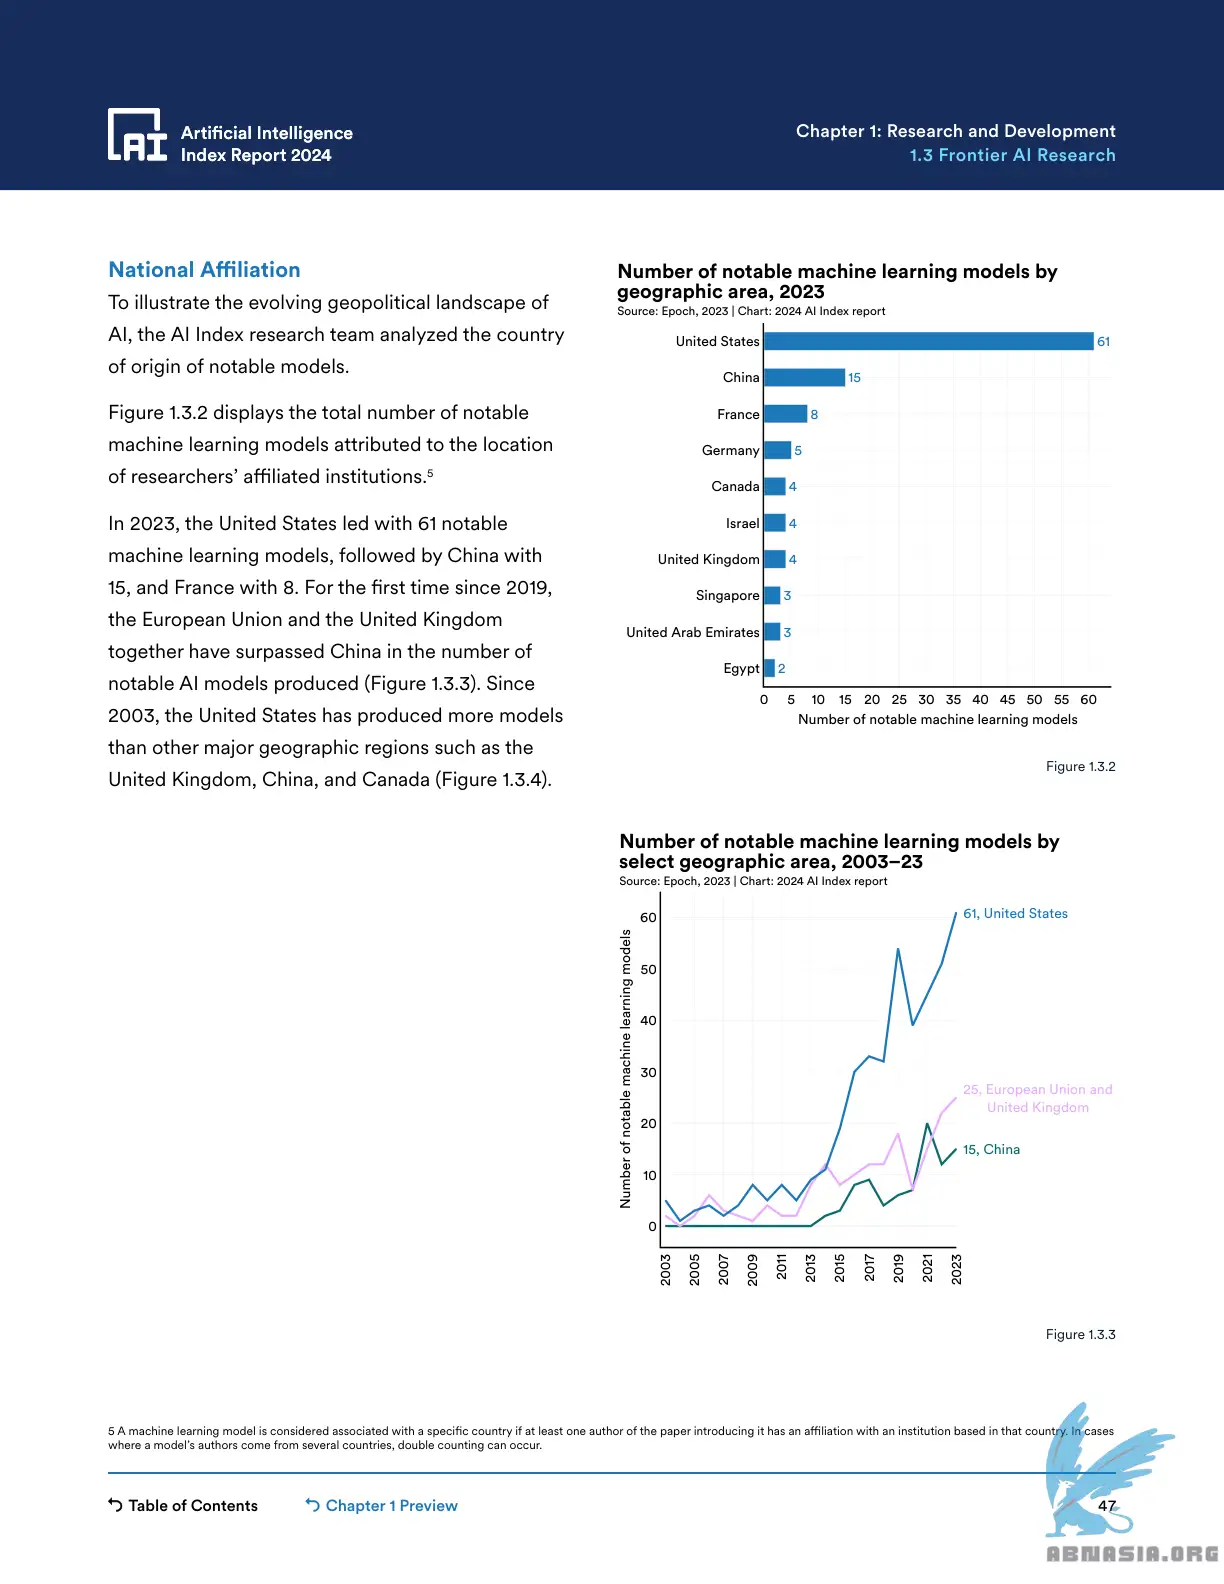 Artificial Intelligence
Index Report 2024
Chapter 1: Research and Development
1.3 Frontier AI Research
National Affiliation
To illustrate the evolving geopolitical landscape of
AI, the AI Index research team analyzed the country
of origin of notable models.
Figure 1.3.2 displays the total number of notable
machine learning models attributed to the location
of researchers’ affiliated institutions.5
In 2023, the United States led with 61 notable
machine learning models, followed by China with
15, and France with 8. For the first time since 2019,
the European Union and the United Kingdom
together have surpassed China in the number of
notable AI models produced (Figure 1.3.3). Since
2003, the United States has produced more models
than other major geographic regions such as the
United Kingdom, China, and Canada (Figure 1.3.4).
Number of notable machine learning models by
geographic area, 2023
Source: Epoch, 2023 | Chart: 2024 AI Index report
United States 61
China 15
France 8
Germany 5
Canada 4
Israel 4
United Kingdom 4
Singapore 3
United Arab Emirates 3
Egypt 2
0 5 10 15 20 25 30 35 40 45 50 55 60
Number of notable machine learning models
Figure 1.3.2
Number of notable machine learning models by
select geographic area, 2003–23
Source: Epoch, 2023 | Chart: 2024 AI Index report
Number of notable machine learning models
60
50
40
30
20
10
0
61, United States
25, European Union and
United Kingdom
15, China
2003 2005 2007 2009 2011 2013 2015 2017 2019 2021 2023
Figure 1.3.3
5 A machine learning model is considered associated with a specific country if at least one author of the paper introducing it has an affiliation with an institution based in that country. In cases
where a model’s authors come from several countries, double counting can occur.
Table of Contents
Chapter 1 Preview
47
ABNASIA.ORG